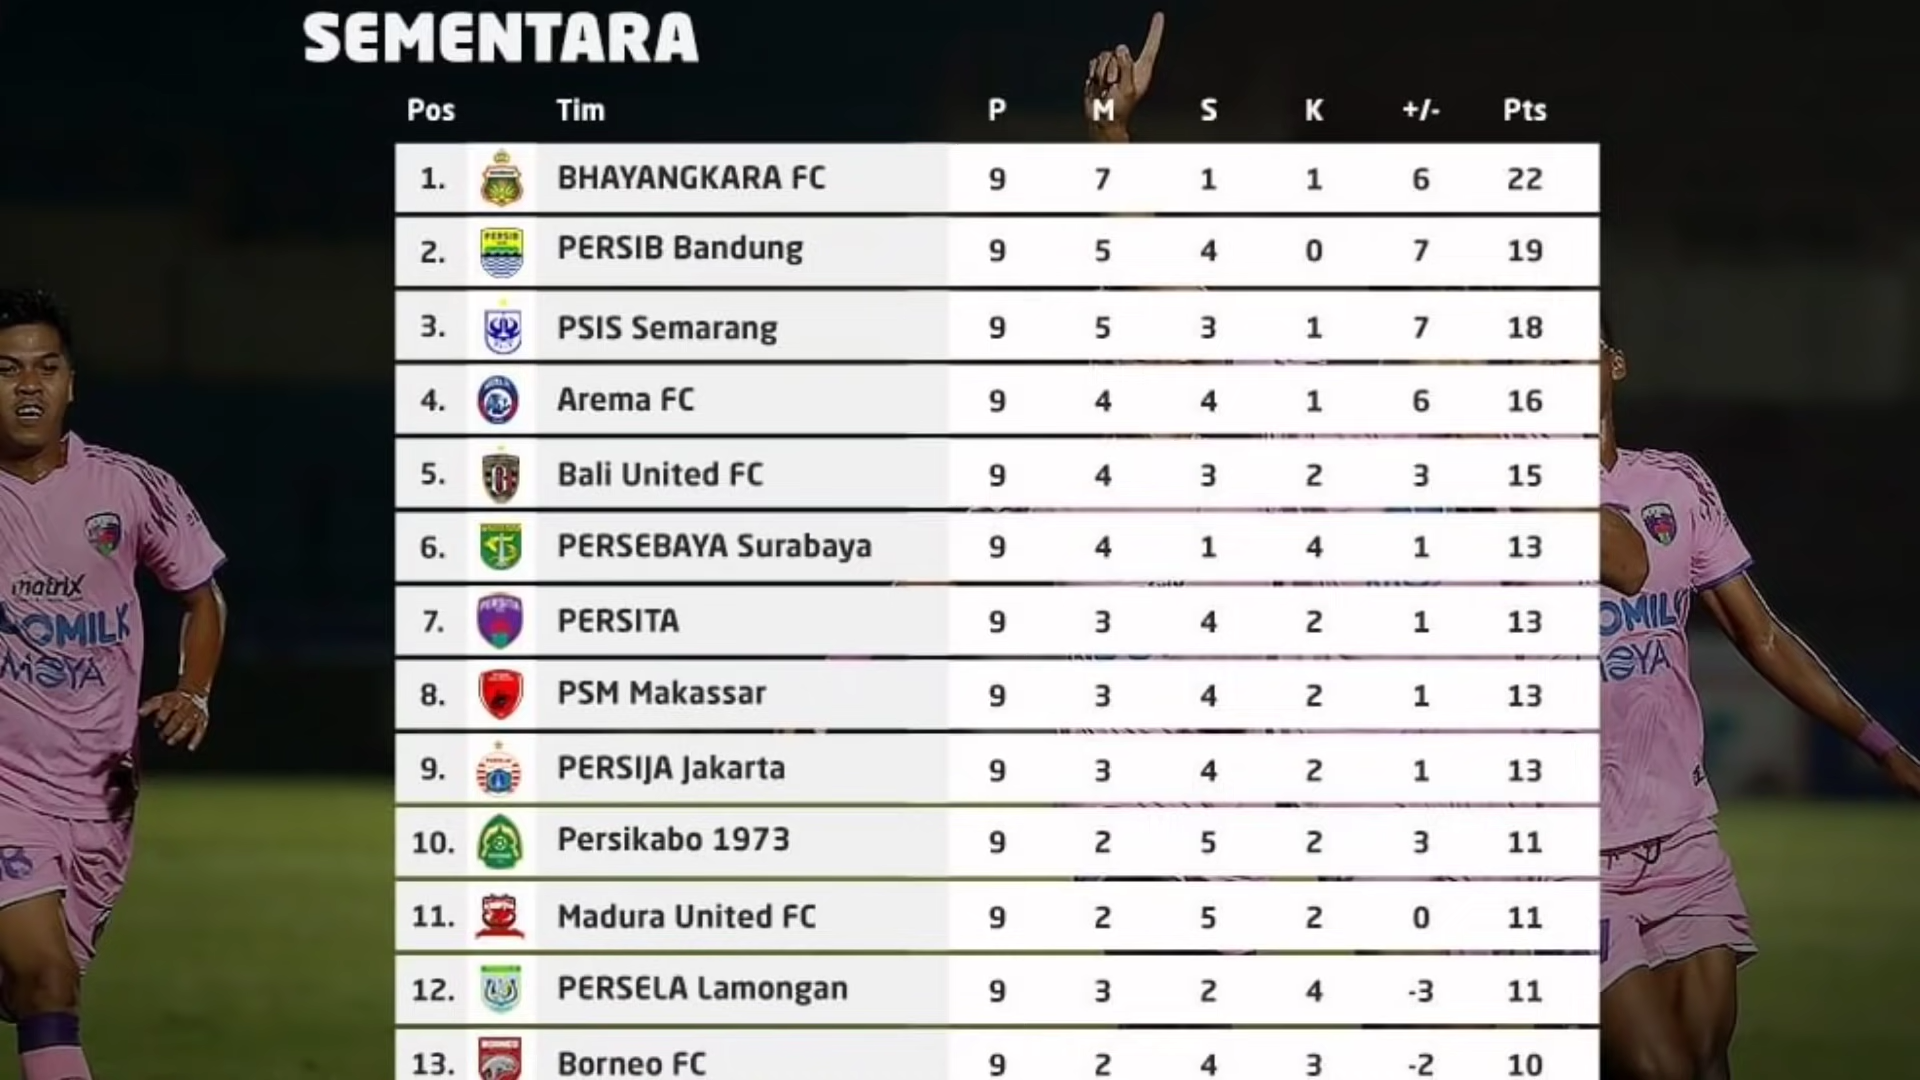 SEMENTARA
Pos Tim P M S K +/- Pts
1. BHAYANGKARA FC 9 7 1 1 6 22
2. PERSIB Bandung 9 5 4 0 7 19
3. PSIS Semarang 9 5 3 1 7 18
4. Arema FC 9 4 4 1 6 16
5. Bali United FC 9 4 3 2 3 15
6. PERSEBAYA Surabaya 9 4 1 4 1 13
7. PERSITA 9 3 4 2 1 13
8. PSM Makassar 9 3 4 2 1 13
9. PERSIJA Jakarta 9 3 4 2 1 13
10. Persikabo 1973 9 2 5 2 3 11
11. Madura United FC 9 2 5 2 0 11
12. PERSELA Lamongan 9 3 2 4 -3 11
13. Borneo FC 9 2 4 3 -2 10
PERSIB
PERSITA
BORNEO
matrix